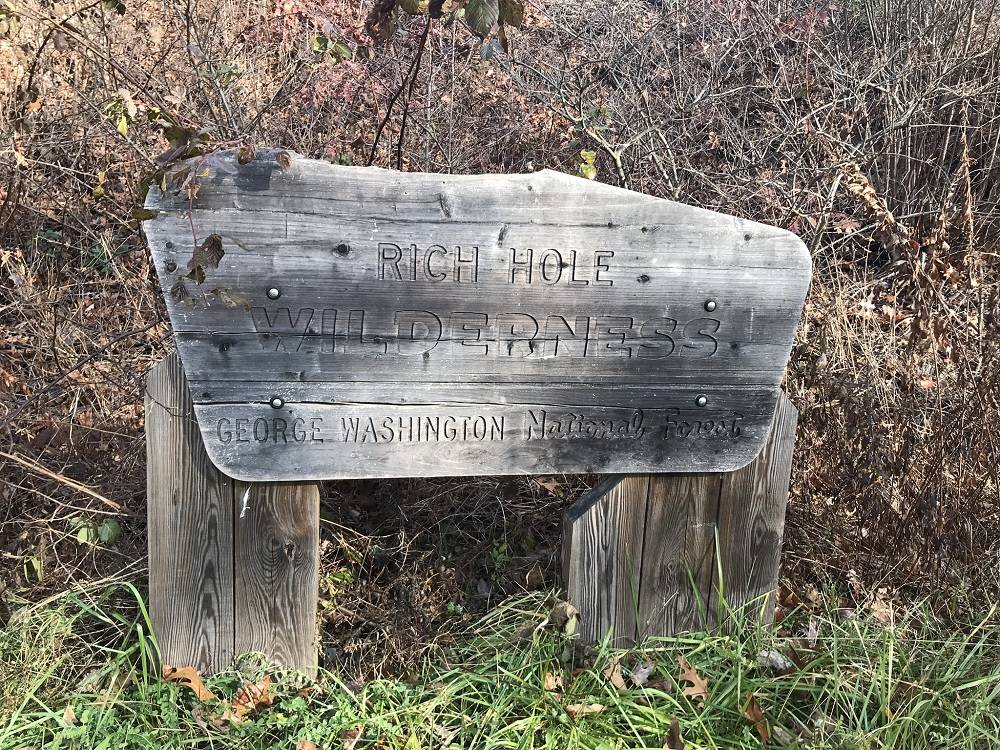 RICH HOLE
WILDERNESS
GEORGE WASHINGTON National Forest